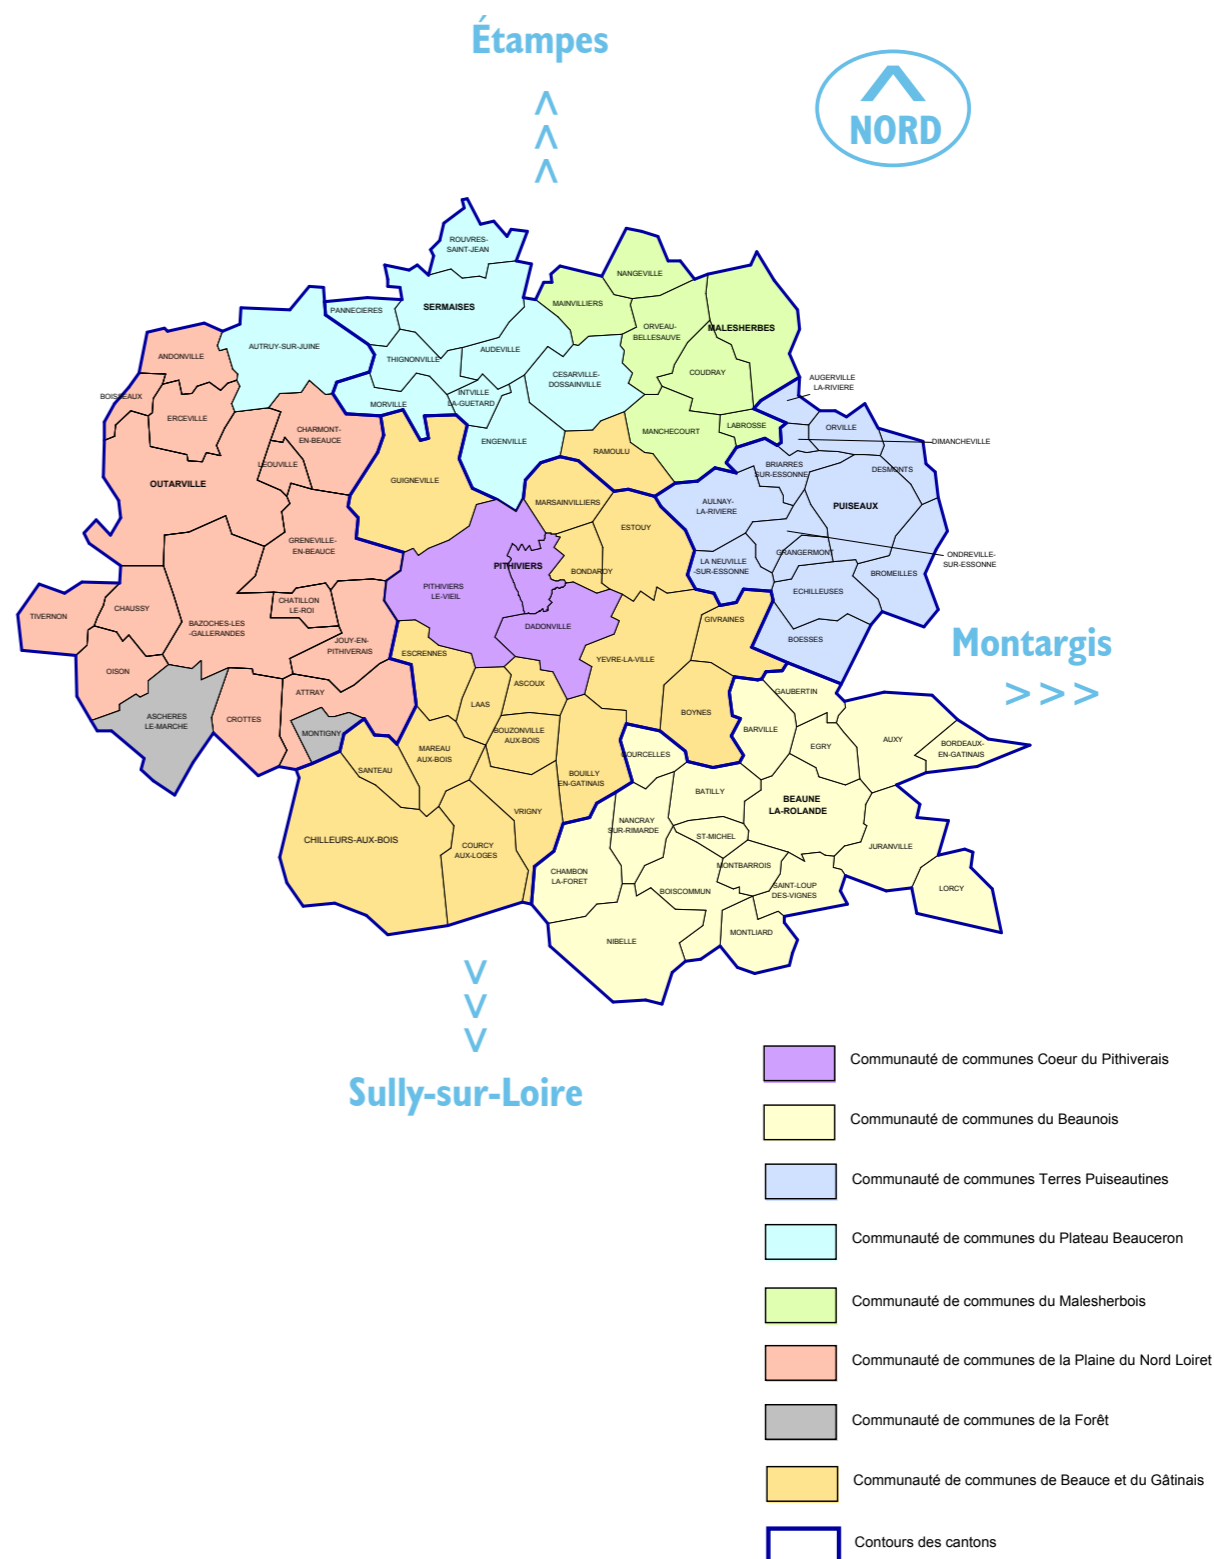 Étampes
NORD
ROUVRES-
SAINT-JEAN
NANGEVILLE
PANNECIERES
SERMAISES
MAINVILLIERS
MALESHERBES
ORVEAU-
BELLESAUVE
AUTRUY-SUR-JUINE
ANDONVILLE
THIGNONVILLE
AUDEVILLE
CESARVILLE-
DOSSAINVILLE
COUDRAY
AUGERVILLE
LA-RIVIERE
BOISSEAUX
ERCEVILLE
MORVILLE
INTVILLE
LA-GUETARD
CHARMONT-
EN-BEAUCE
MANCHECOURT
LABROSSE
ORVILLE
DIMANCHEVILLE
ENGENVILLE
RAMOULU
LEOUVILLE
BRIARRES
SUR-ESSONNE
DESMONTS
OUTARVILLE
GUIGNEVILLE
MARSAINVILLIERS
AULNAY-
LA-RIVIERE
PUISEAUX
ESTOUY
GRENEVILLE-
EN-BEAUCE
GRANGERMONT
ONDREVILLE-
SUR-ESSONNE
PITHIVIERS
BONDAROY
LA NEUVILLE
-SUR-ESSONNE
BROMEILLES
PITHIVIERS
LE-VIEIL
ECHILLEUSES
TIVERNON
CHAUSSY
CHATILLON
LE-ROI
BAZOCHES-LES
-GALLERANDES
DADONVILLE
GIVRAINES
JOUY-EN-
PITHIVERAIS
BOESSES
Montargis
> > >
ESCRENNES
YEVRE-LA-VILLE
OISON
ASCOUX
ATTRAY
LAAS
BOYNES
GAUBERTIN
ASCHERES
LE-MARCHE
CROTTES
MONTIGNY
BOUZONVILLE
AUX-BOIS
BARVILLE
EGRY
AUXY
BORDEAUX-
EN-GATINAIS
MAREAU
AUX-BOIS
COURCELLES
SANTEAU
BOUILLY
EN-GATINAIS
BATILLY
BEAUNE
LA-ROLANDE
VRIGNY
NANCRAY
SUR-RIMARDE
ST-MICHEL
CHILLEURS-AUX-BOIS
COURCY
AUX-LOGES
JURANVILLE
MONTBARROIS
CHAMBON
LA-FORET
BOISCOMMUN
SAINT-LOUP
DES-VIGNES
LORCY
NIBELLE
MONTLIARD
Sully-sur-Loire
Communauté de communes Coeur du Pithiverais
Communauté de communes du Beaunois
Communauté de communes Terres Puiseautines
Communauté de communes du Plateau Beauceron
Communauté de communes du Malesherbois
Communauté de communes de la Plaine du Nord Loiret
Communauté de communes de la Forêt
Communauté de communes de Beauce et du Gâtinais
Contours des cantons